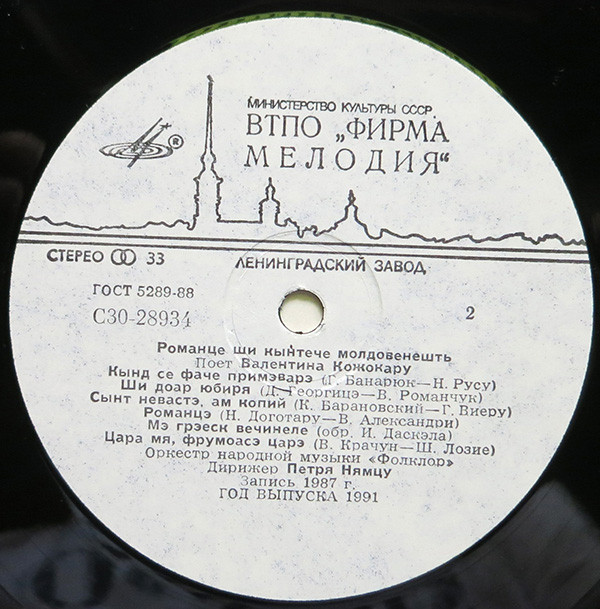 МИНИСТЕРСТВО КУЛЬТУРЫ СССР.
ВТПО „ФИРМА
МЕЛОДИЯ“
®
СТЕРЕО 33
ЛЕНИНГРАДСКИЙ ЗАВОД
ГОСТ 5289-88
С30-28934
2
Романце ши кынтече молдовенешть
Поет Валентина Кожокару
Кынд се фаче примэварэ (Г. Банарюк—Н. Русу)
Ши доар юбиря (Д. Георгицэ—В. Романчук)
Сынт невастэ, ам копий (К. Барановский—Г. Виеру)
Романцэ (Н. Доготару—В. Александри)
Мэ грэеск вечинеле (обр. И. Даскэла)
Цара мя, фрумоасэ царэ (В. Крачун—Ш. Лозие)
Оркестр народной музыки «Фолклор»
Дирижер Петря Нямцу
Запись 1987 г.
ГОД ВЫПУСКА 1991